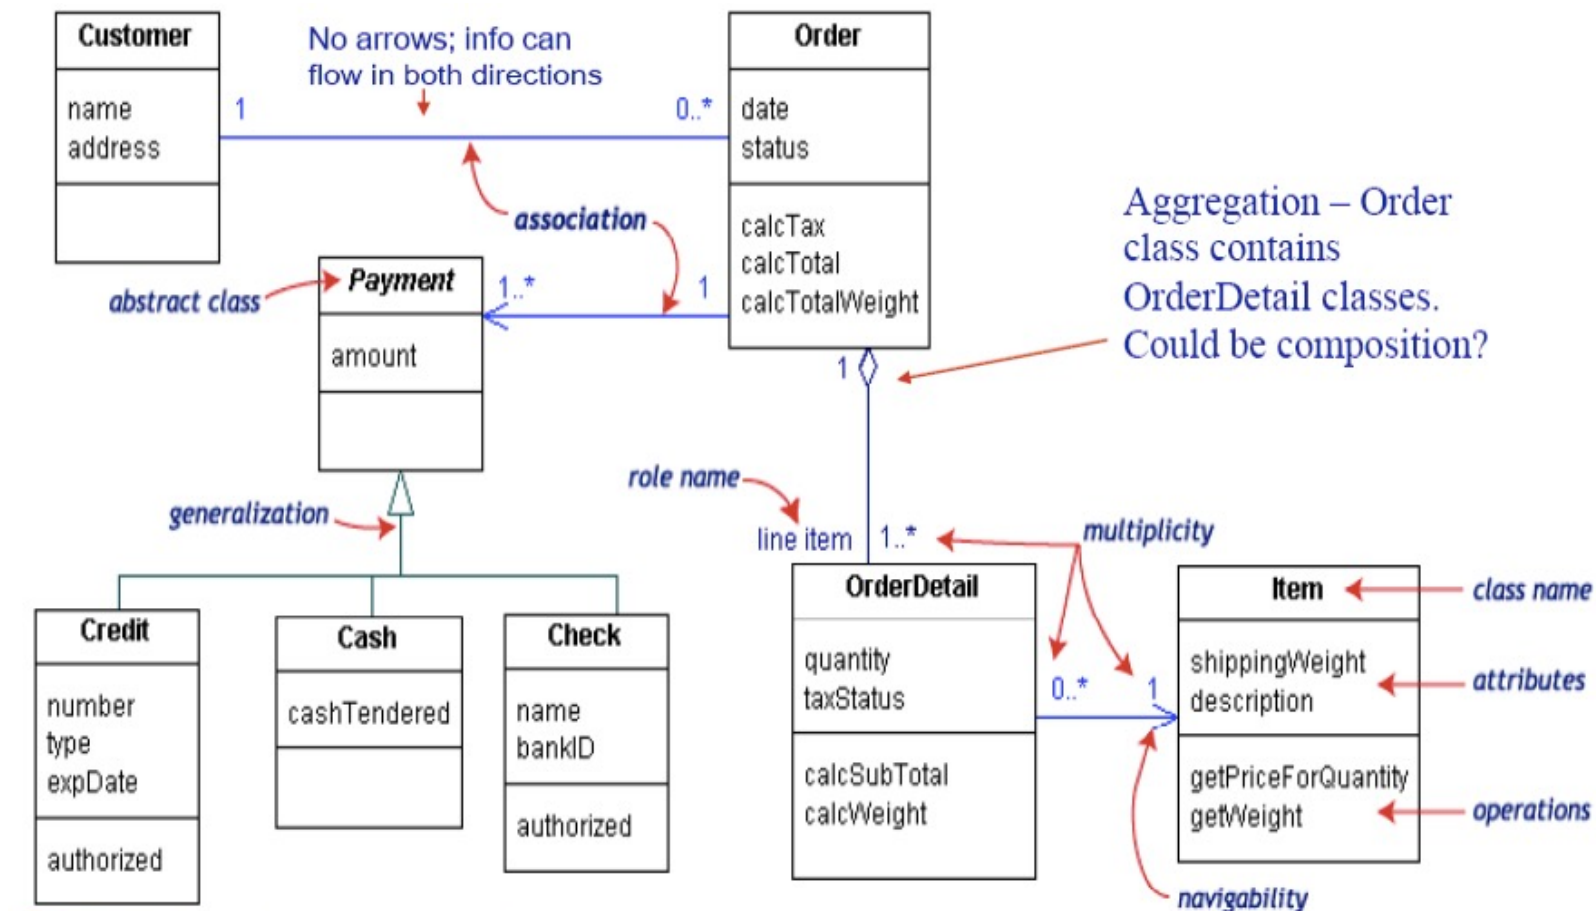 Customer
name
address
No arrows; info can
flow in both directions
1
0..*
Order
date
status
calcTax
calcTotal
calcTotalWeight
association
abstract class
Payment
amount
1..*
1
Aggregation – Order
class contains
OrderDetail classes.
Could be composition?
1
generalization
role name
line item
1..*
multiplicity
Credit
number
type
expDate
authorized
Cash
cashTendered
Check
name
bankID
authorized
OrderDetail
quantity
taxStatus
calcSubTotal
calcWeight
0..*
1
Item
shippingWeight
description
getPriceForQuantity
getWeight
class name
attributes
operations
navigability